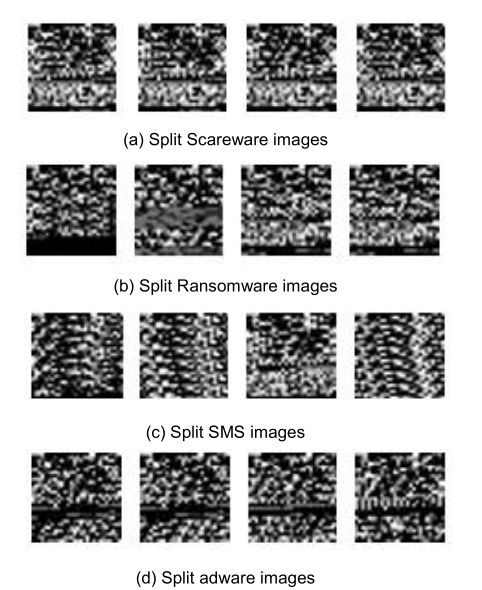 (a) Split Scareware images
(b) Split Ransomware images
(c) Split SMS images
(d) Split adware images